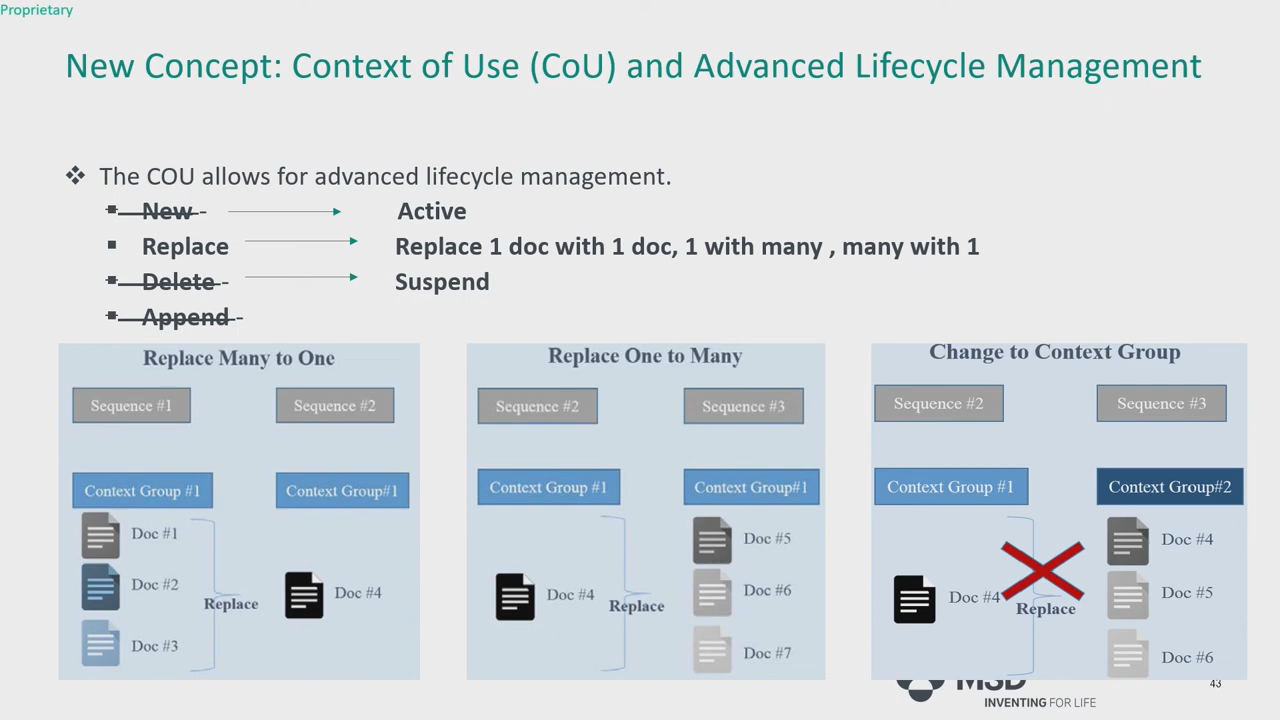 Proprietary
New Concept: Context of Use (CoU) and Advanced Lifecycle Management
❖ The COU allows for advanced lifecycle management.
▪ New - Active
▪ Replace Replace 1 doc with 1 doc, 1 with many , many with 1
▪ Delete - Suspend
▪ Append -
Replace Many to One
Sequence #1 Sequence #2
Context Group #1 Context Group#1
Doc #1
Doc #2
Doc #3
Replace
Doc #4
Replace One to Many
Sequence #2 Sequence #3
Context Group #1 Context Group#1
Doc #4
Replace
Doc #5
Doc #6
Doc #7
Change to Context Group
Sequence #2 Sequence #3
Context Group #1 Context Group#2
Doc #4
Replace
Doc #4
Doc #5
Doc #6
MSD
INVENTING FOR LIFE
43